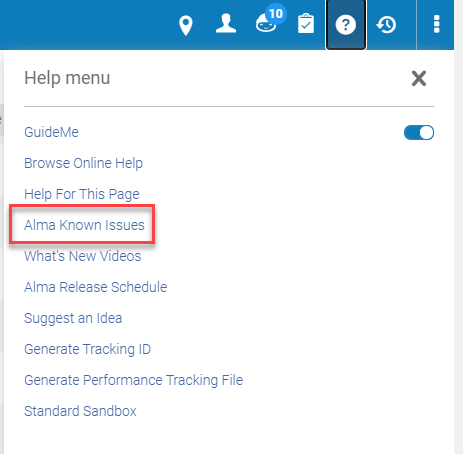 10
?
Help menu
GuideMe
Browse Online Help
Help For This Page
Alma Known Issues
What's New Videos
Alma Release Schedule
Suggest an Idea
Generate Tracking ID
Generate Performance Tracking File
Standard Sandbox